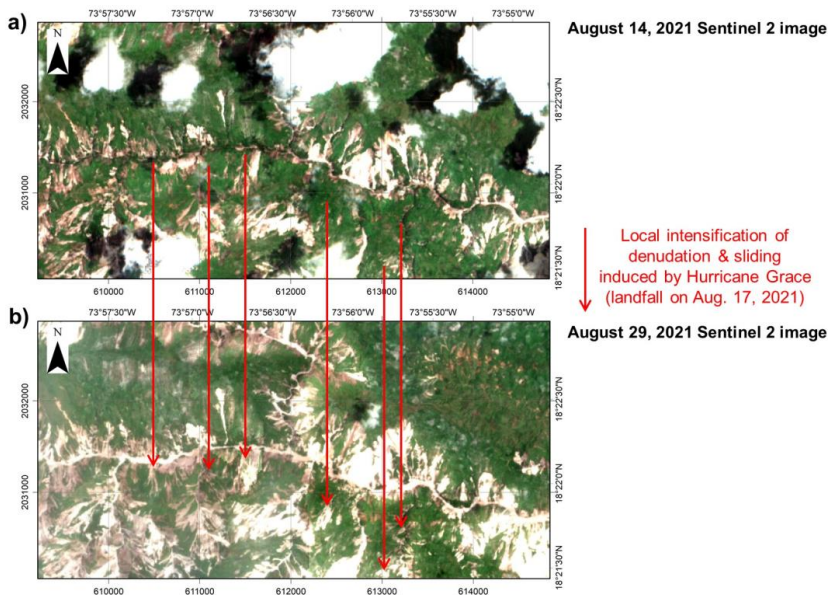 a)
August 14, 2021 Sentinel 2 image
73°57'30"W 73°57'0"W 73°56'30"W 73°56'0"W 73°55'30"W 73°55'0"W
N
2032000
2031000
18°22'30"N
18°22'0"N
18°21'30"N
610000 611000 612000 613000 614000
Local intensification of
denudation & sliding
induced by Hurricane Grace
(landfall on Aug. 17, 2021)
b)
August 29, 2021 Sentinel 2 image
73°57'30"W 73°57'0"W 73°56'30"W 73°56'0"W 73°55'30"W 73°55'0"W
N
2032000
2031000
18°22'30"N
18°22'0"N
18°21'30"N
610000 611000 612000 613000 614000